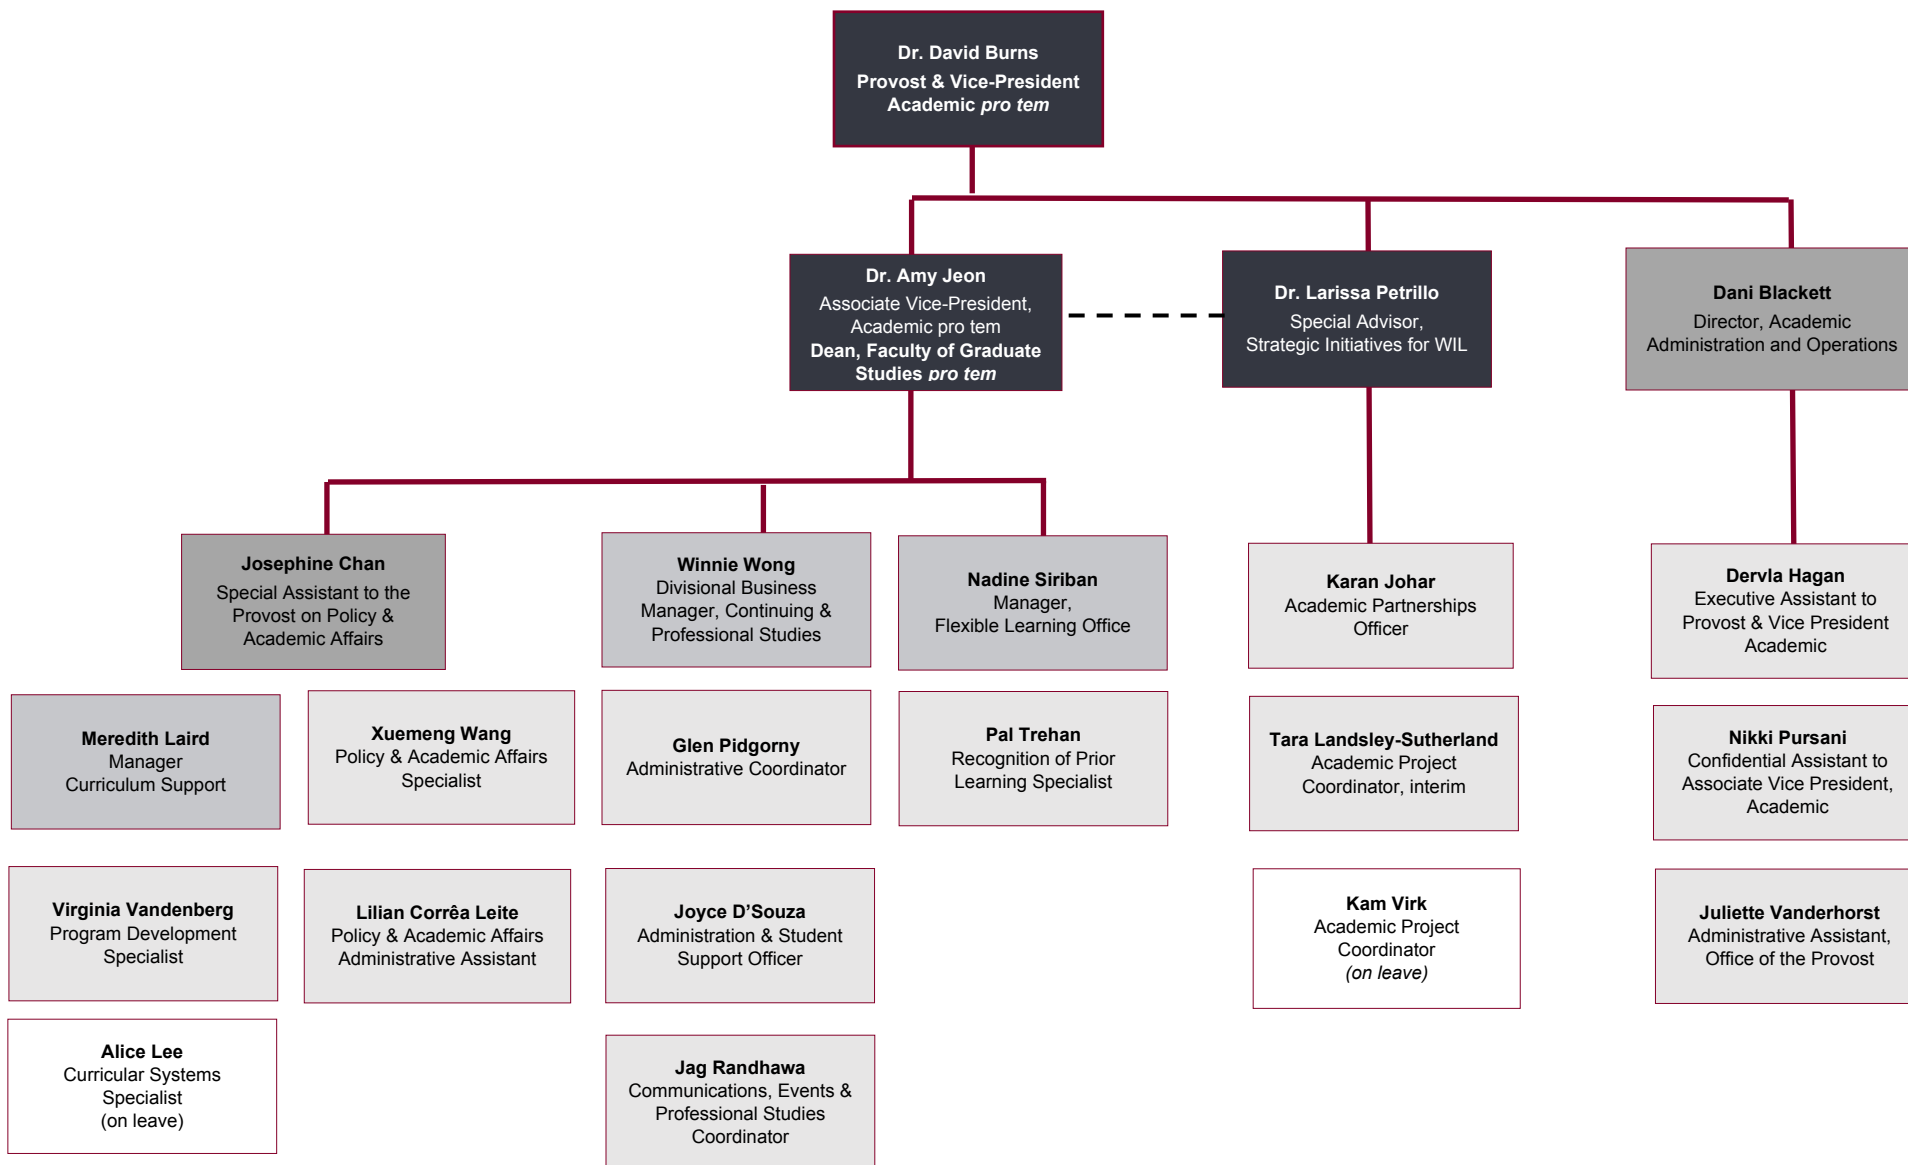 Dr. David Burns
Provost & Vice-President
Academic pro tem
Dr. Amy Jeon
Associate Vice-President,
Academic pro tem
Dean, Faculty of Graduate
Studies pro tem
Dr. Larissa Petrillo
Special Advisor,
Strategic Initiatives for WIL
Dani Blackett
Director, Academic
Administration and Operations
Josephine Chan
Special Assistant to the
Provost on Policy &
Academic Affairs
Winnie Wong
Divisional Business
Manager, Continuing &
Professional Studies
Nadine Siriban
Manager,
Flexible Learning Office
Karan Johar
Academic Partnerships
Officer
Dervla Hagan
Executive Assistant to
Provost & Vice President
Academic
Meredith Laird
Manager
Curriculum Support
Xuemeng Wang
Policy & Academic Affairs
Specialist
Glen Pidgorny
Administrative Coordinator
Pal Trehan
Recognition of Prior
Learning Specialist
Tara Landsley-Sutherland
Academic Project
Coordinator, interim
Nikki Pursani
Confidential Assistant to
Associate Vice President,
Academic
Virginia Vandenberg
Program Development
Specialist
Lilian Corrêa Leite
Policy & Academic Affairs
Administrative Assistant
Joyce D’Souza
Administration & Student
Support Officer
Kam Virk
Academic Project
Coordinator
(on leave)
Juliette Vanderhorst
Administrative Assistant,
Office of the Provost
Alice Lee
Curricular Systems
Specialist
(on leave)
Jag Randhawa
Communications, Events &
Professional Studies
Coordinator